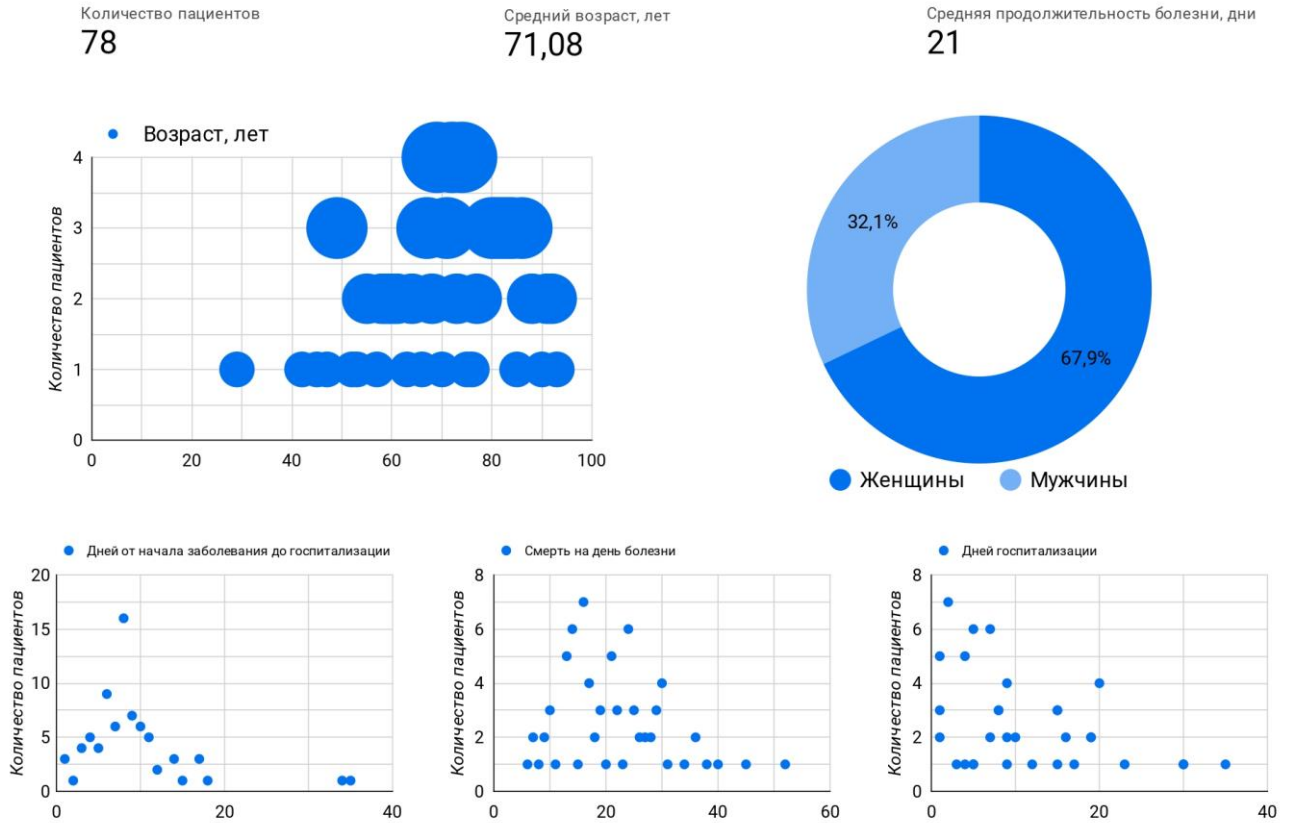 Количество пациентов
78
Средний возраст, лет
71,08
Средняя продолжительность болезни, дни
21
Возраст, лет
Количество пациентов
4
3
2
1
0
0 20 40 60 80 100
32,1%
67,9%
Женщины Мужчины
Дней от начала заболевания до госпитализации
Количество пациентов
20
15
10
5
0
0 20 40
Смерть на день болезни
Количество пациентов
8
6
4
2
0
0 20 40 60
Дней госпитализации
Количество пациентов
8
6
4
2
0
0 20 40